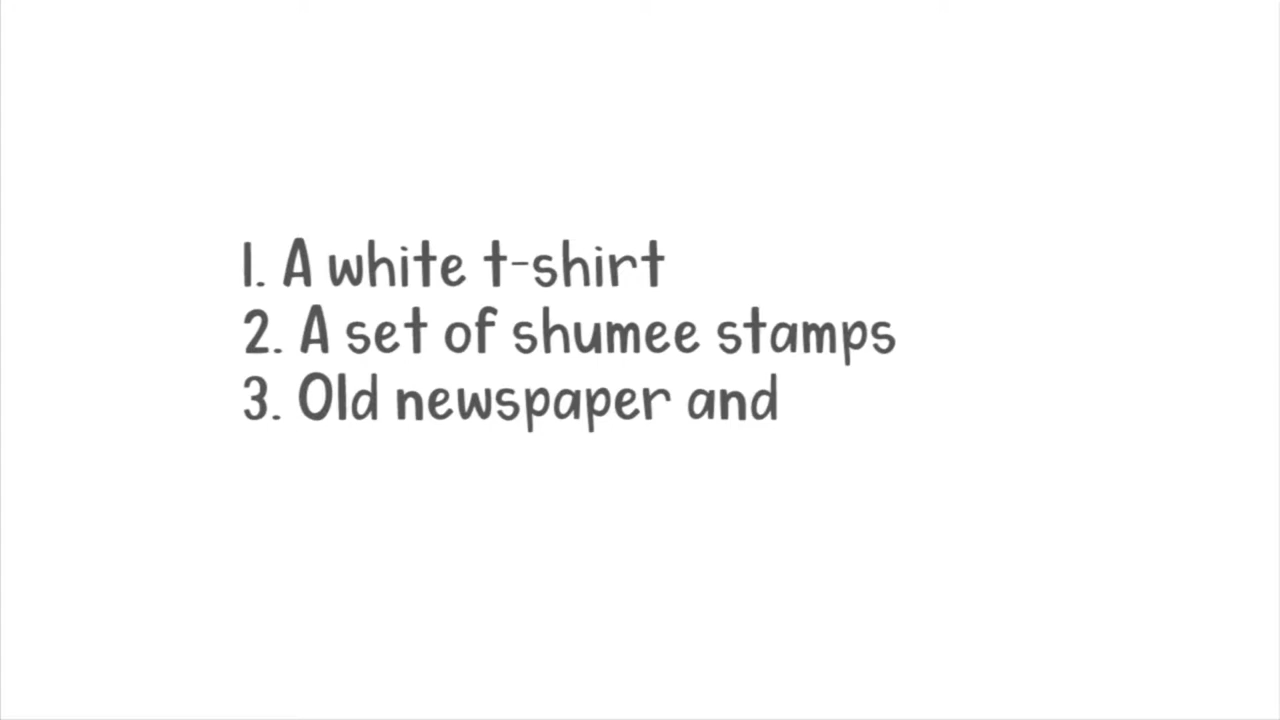 1. A white t-shirt
2. A set of shumee stamps
3. Old newspaper and